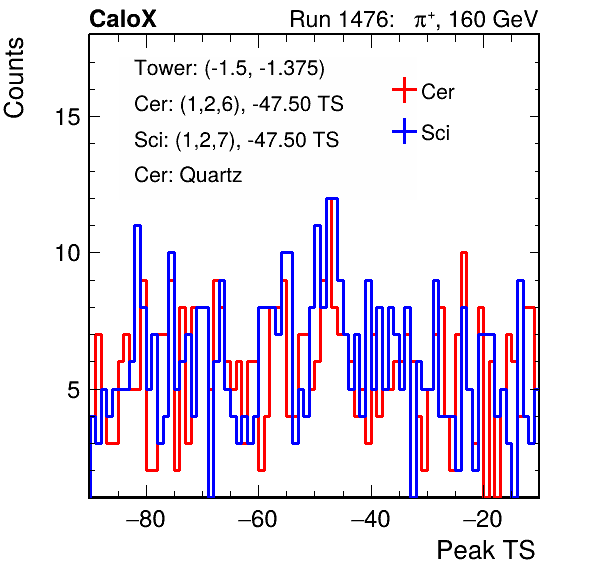 CaloX Run 1476: π⁺, 160 GeV
Counts
Tower: (-1.5, -1.375)
Cer: (1,2,6), -47.50 TS
Sci: (1,2,7), -47.50 TS
Cer: Quartz
Cer
Sci
15
10
5
−80 −60 −40 −20
Peak TS